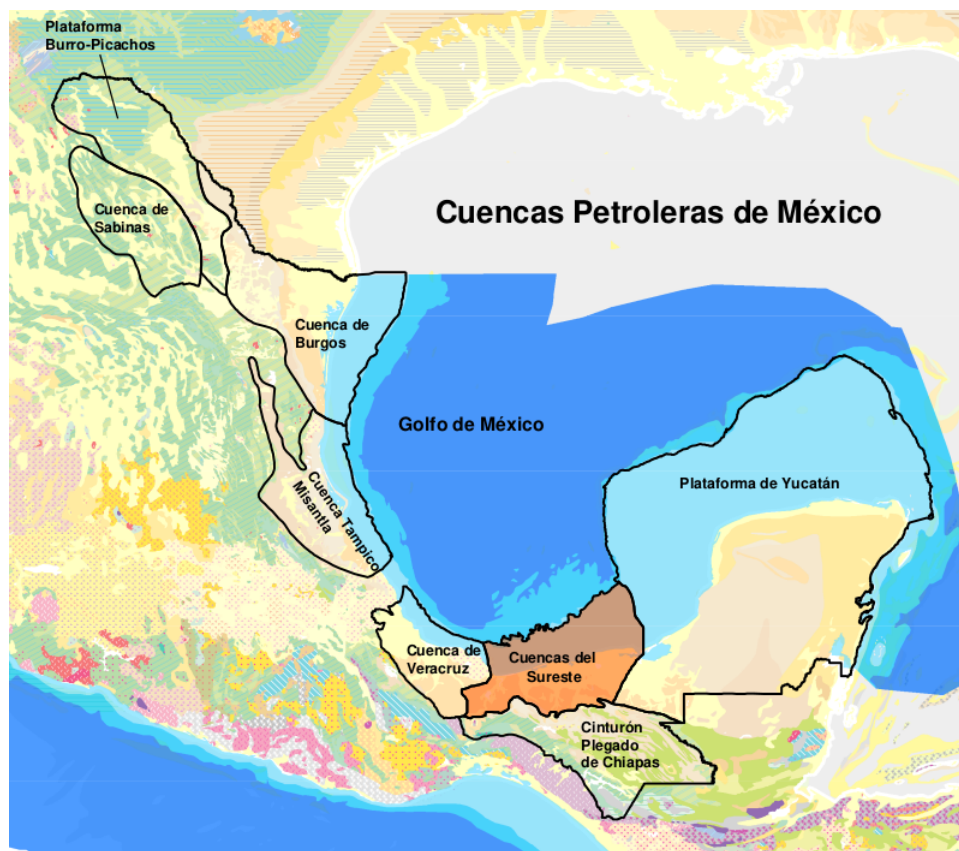 Plataforma
Burro-Picachos
Cuenca de
Sabinas
Cuencas Petroleras de México
Cuenca de
Burgos
Golfo de México
Plataforma de Yucatán
Cuenca Tampico
Misantla
Cuenca de
Veracruz
Cuencas del
Sureste
Cinturón
Plegado
de Chiapas